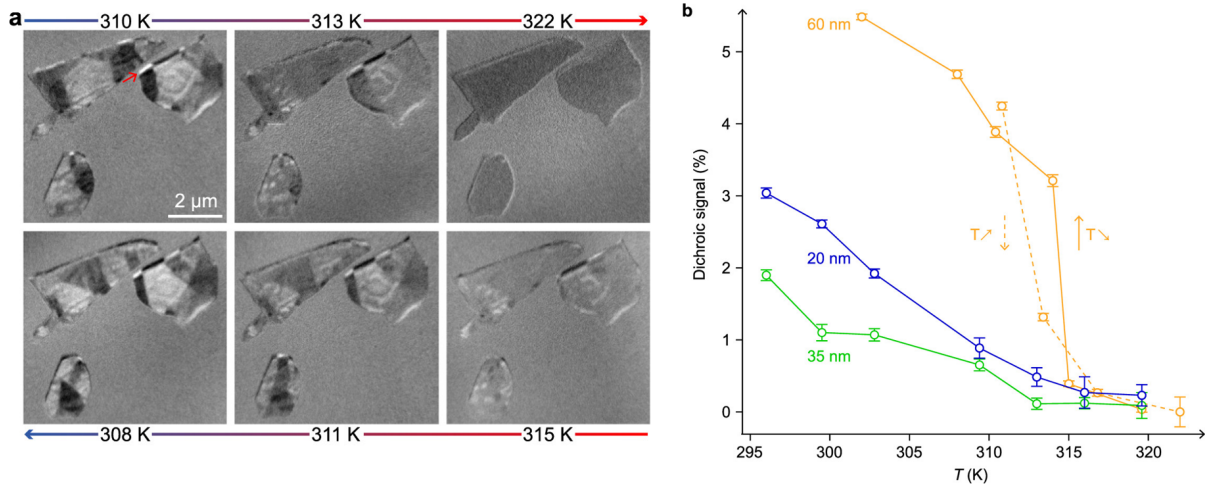 a
310 K 313 K 322 K
2 µm
308 K 311 K 315 K
b
60 nm
20 nm
35 nm
T↗
T↘
Dichroic signal (%)
5
4
3
2
1
0
295 300 305 310 315 320
T (K)